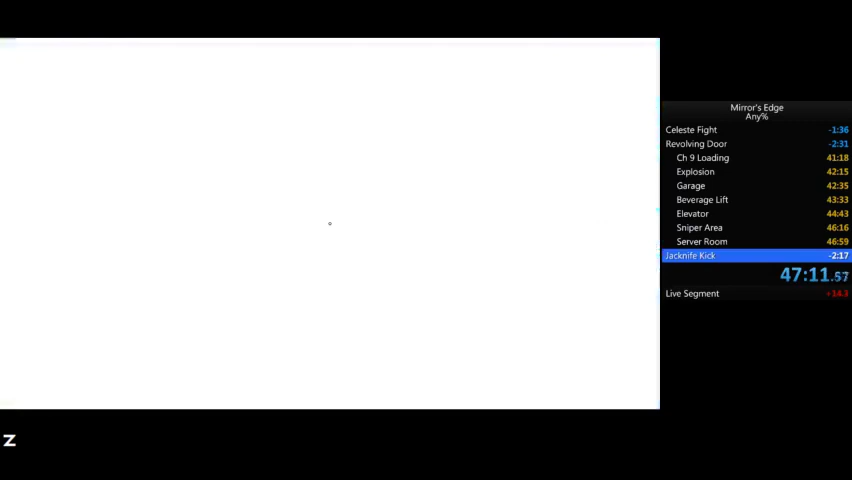 Mirror's Edge
Any%
Celeste Fight -1:36
Revolving Door -2:31
Ch 9 Loading 41:18
Explosion 42:15
Garage 42:35
Beverage Lift 43:33
Elevator 44:43
Sniper Area 46:16
Server Room 46:59
Jacknife Kick -2:17
47:11.57
Live Segment +14.3
Z